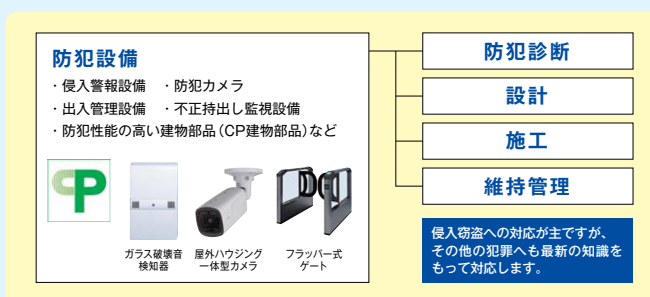 防犯設備
・侵入警報設備　・防犯カメラ
・出入管理設備　・不正持出し監視設備
・防犯性能の高い建物部品（CP建物部品）など
CP
ガラス破壊音
検知器
屋外ハウジング
一体型カメラ
フラッパー式
ゲート
防犯診断
設計
施工
維持管理
侵入窃盗への対応が主ですが、
その他の犯罪へも最新の知識を
もって対応します。